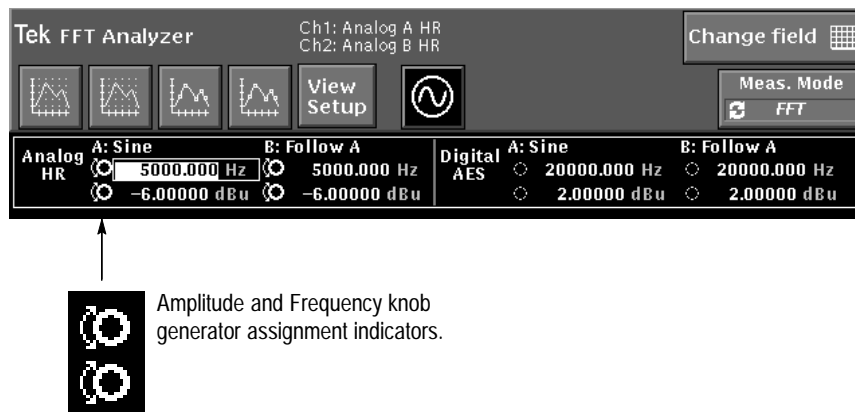 Tek FFT Analyzer
Ch1: Analog A HR
Ch2: Analog B HR
Change field
View
Setup
Meas. Mode
FFT
Analog
HR
A: Sine
5000.000 Hz
−6.00000 dBu
B: Follow A
5000.000 Hz
−6.00000 dBu
Digital
AES
A: Sine
20000.000 Hz
2.00000 dBu
B: Follow A
20000.000 Hz
2.00000 dBu
Amplitude and Frequency knob
generator assignment indicators.